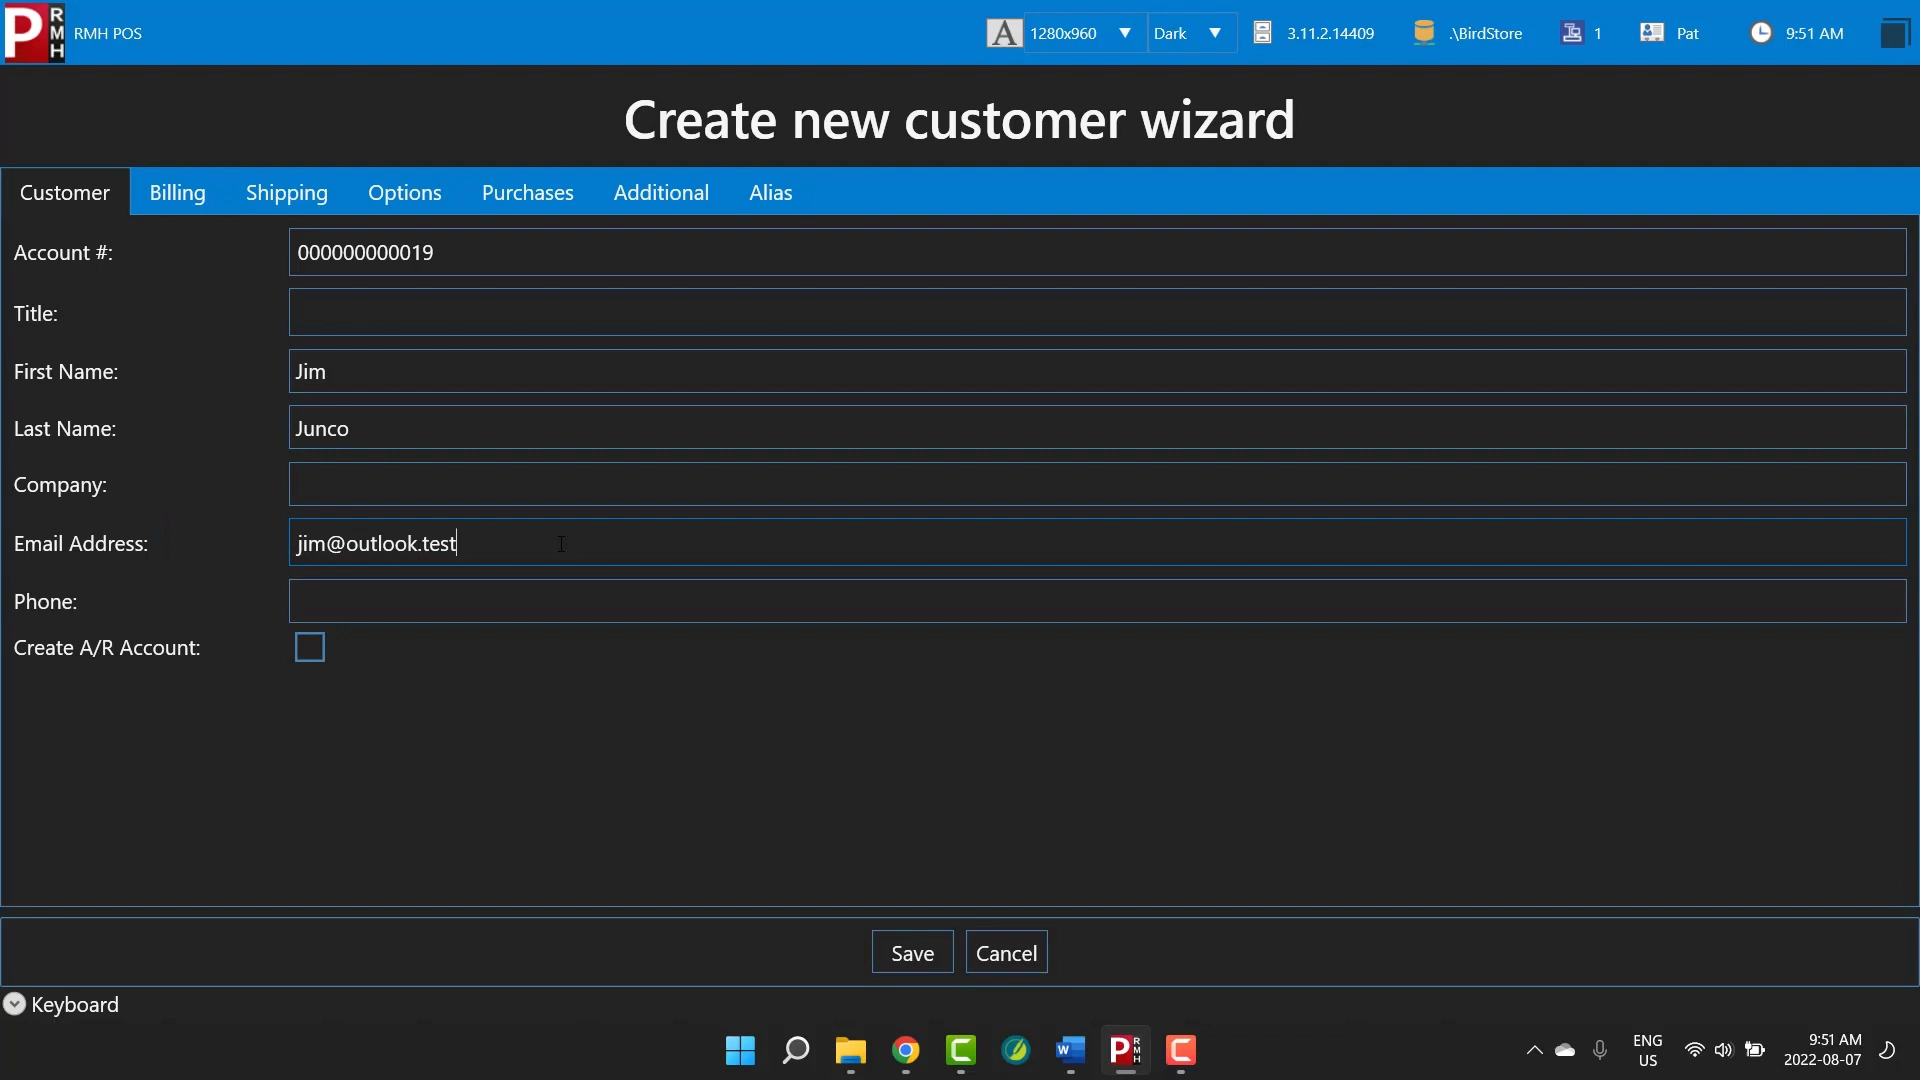 P RMH RMH POS A 1280x960 Dark 3.11.2.14409 .\BirdStore 1 Pat 9:51 AM
Create new customer wizard
Customer Billing Shipping Options Purchases Additional Alias
Account #: 000000000019
Title:
First Name: Jim
Last Name: Junco
Company:
Email Address: jim@outlook.test
Phone:
Create A/R Account:
Save Cancel
Keyboard
C W P RMH C ENG US 9:51 AM
2022-08-07